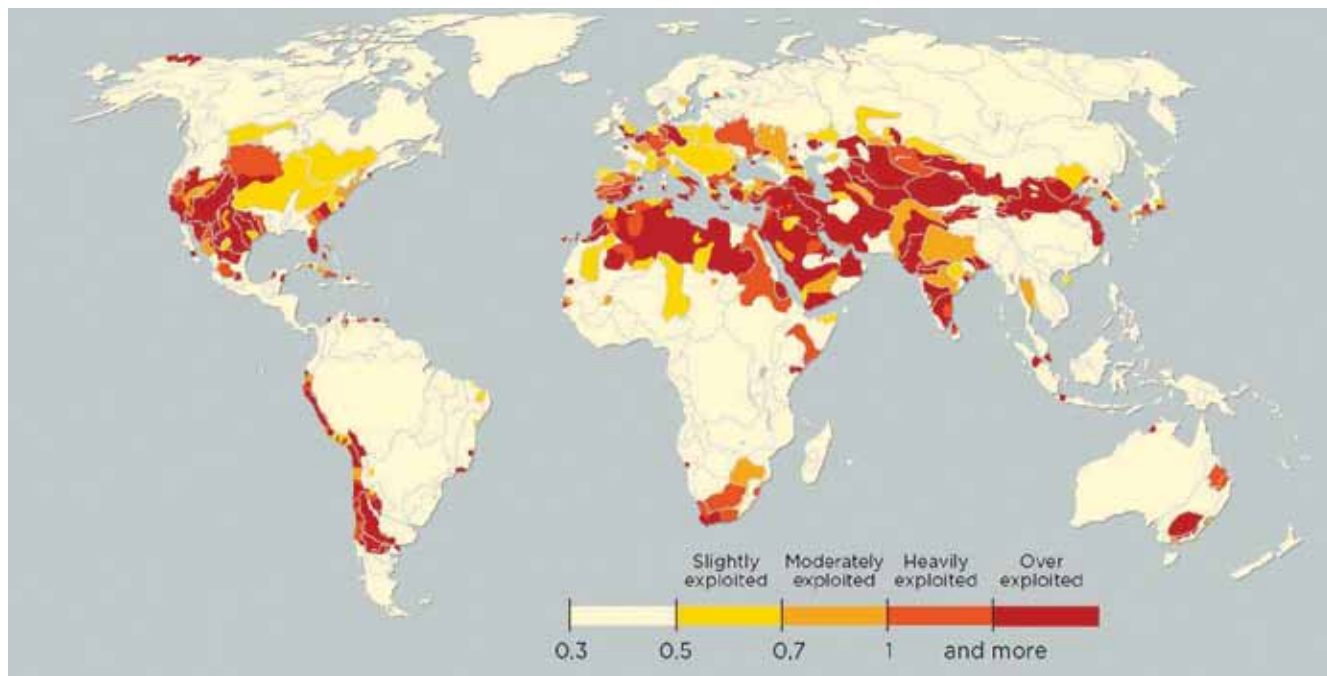 Slightly exploited
Moderately exploited
Heavily exploited
Over exploited
0.3
0.5
0.7
1
and more